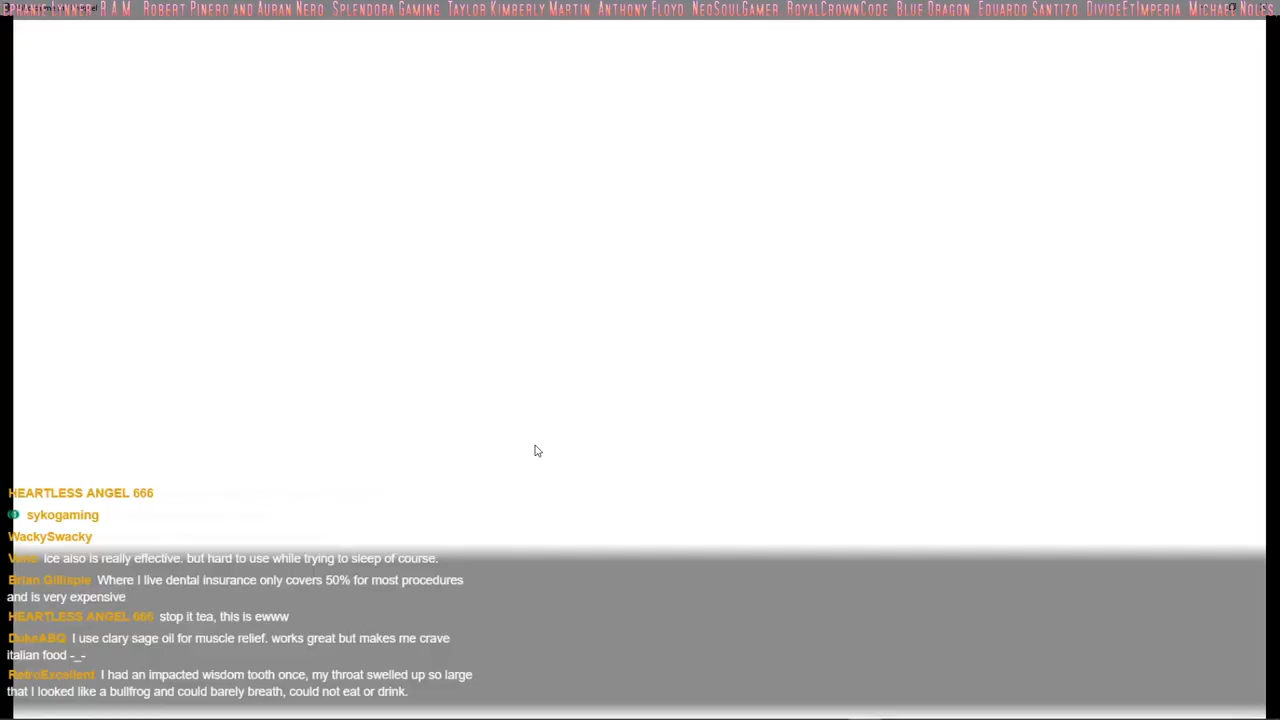 R A M Robert Pinero and Auran Nero Splendora Gaming Taylor Kimberly Martin Anthony Floyd NeoSoulGamer RoyalCrownCode Blue Dragon Eduardo Santizo DivideEtImperia Michael Noles
HEARTLESS ANGEL 666
sykogaming
WackySwacky
ice also is really effective. but hard to use while trying to sleep of course.
Brian Gillispie Where I live dental insurance only covers 50% for most procedures
and is very expensive
HEARTLESS ANGEL 666 stop it tea, this is ewww
DukeABQ I use clary sage oil for muscle relief. works great but makes me crave
italian food -_-
RetroExcellent I had an impacted wisdom tooth once, my throat swelled up so large
that I looked like a bullfrog and could barely breath, could not eat or drink.